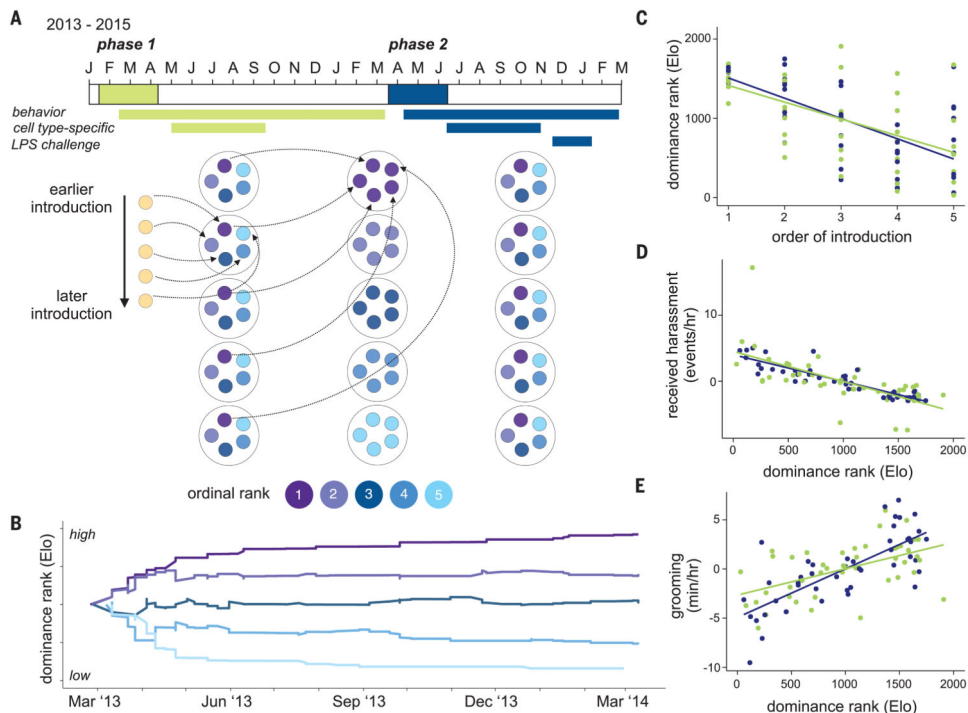 A
2013 - 2015
phase 1
phase 2
J F M A M J J A S O N D J F M A M J J A S O N D J F M
behavior
cell type-specific
LPS challenge
earlier
introduction
later
introduction
ordinal rank 1 2 3 4 5
B
high
low
dominance rank (Elo)
Mar ‘13 Jun ‘13 Sep ‘13 Dec ‘13 Mar ‘14
C
dominance rank (Elo)
2000
1000
0
1 2 3 4 5
order of introduction
D
received harassment
(events/hr)
10
0
0 500 1000 1500 2000
dominance rank (Elo)
E
grooming
(min/hr)
5
0
-5
-10
0 500 1000 1500 2000
dominance rank (Elo)